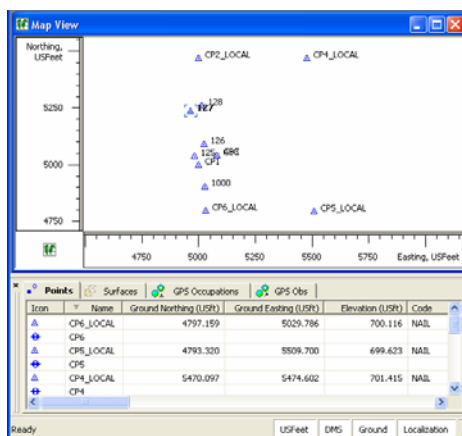 Map View
Northing,
USFeet
CP2_LOCAL
CP4_LOCAL
5250
128
127
126
125
5000
CP1
1000
CP6_LOCAL
CP5_LOCAL
4750
4750 5000 5250 5500 5750 Easting, USFeet
Points Surfaces GPS Occupations GPS Obs
Icon Name Ground Northing (USft) Ground Easting (USft) Elevation (USft) Code
CP6_LOCAL 4797.159 5029.786 700.116 NAIL
CP6
CP5_LOCAL 4793.320 5509.700 699.623 NAIL
CP5
CP4_LOCAL 5470.097 5474.602 701.415 NAIL
CP4
Ready USFeet DMS Ground Localization